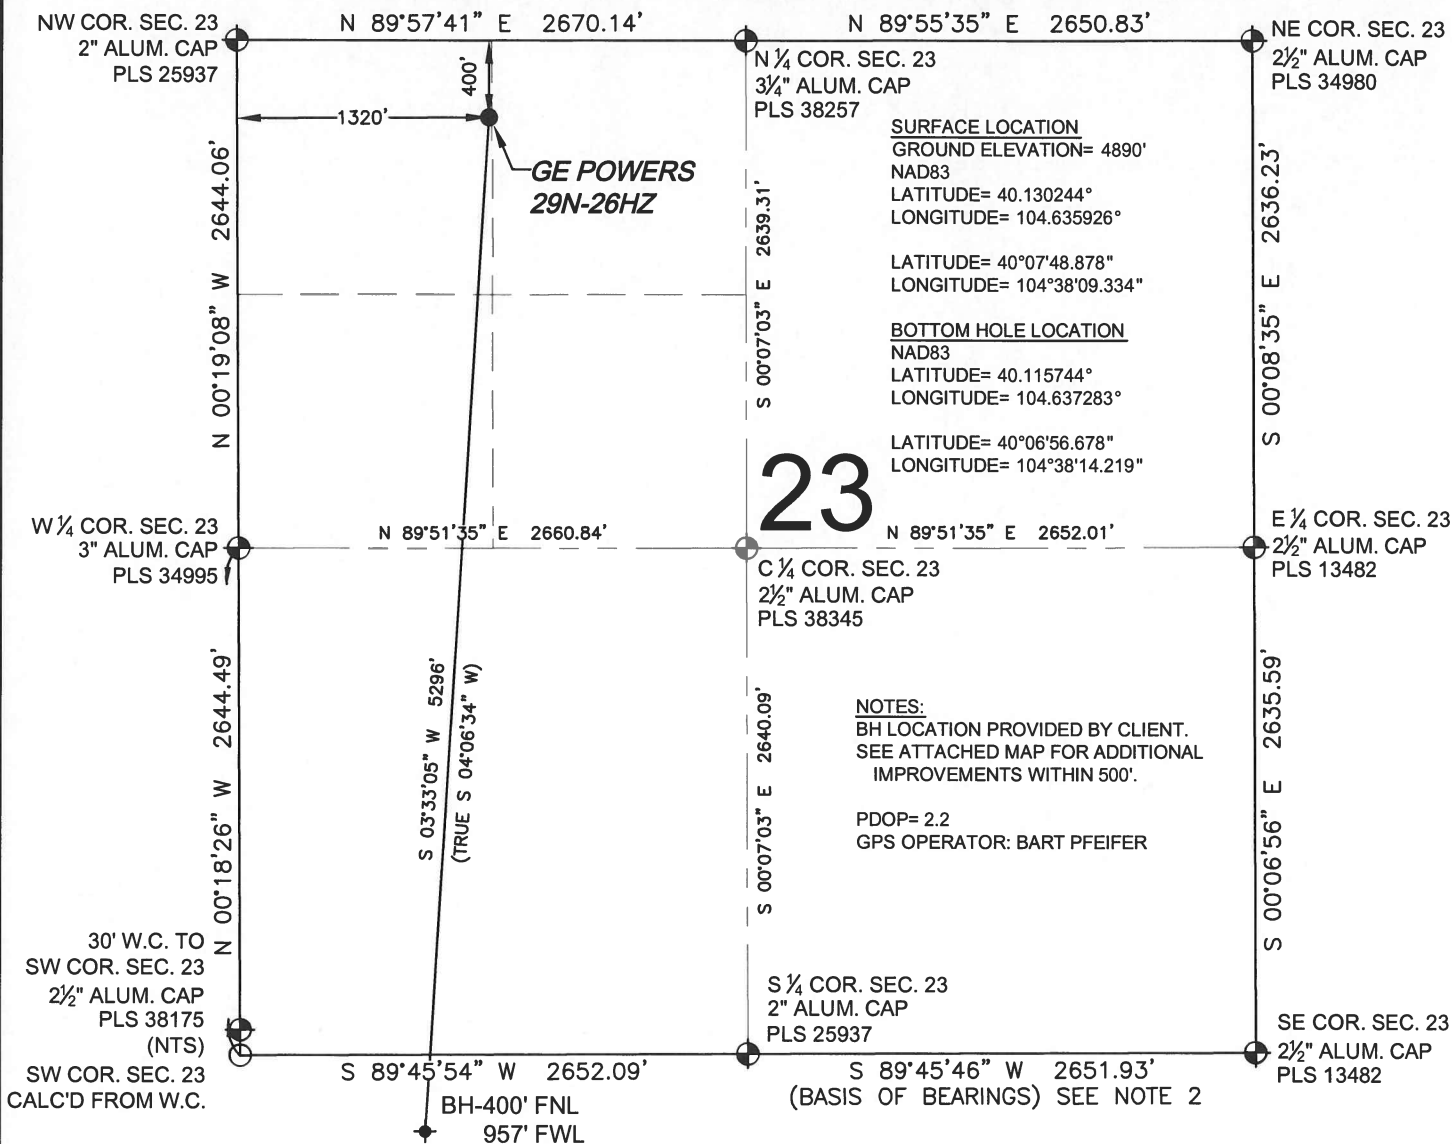 NW COR. SEC. 23
2" ALUM. CAP
PLS 25937
N 89°57'41" E 2670.14'
N 89°55'35" E 2650.83'
NE COR. SEC. 23
2½" ALUM. CAP
PLS 34980
N ¼ COR. SEC. 23
3¼" ALUM. CAP
PLS 38257
400'
1320'
GE POWERS
29N-26HZ
SURFACE LOCATION
GROUND ELEVATION= 4890'
NAD83
LATITUDE= 40.130244°
LONGITUDE= 104.635926°
LATITUDE= 40°07'48.878"
LONGITUDE= 104°38'09.334"
BOTTOM HOLE LOCATION
NAD83
LATITUDE= 40.115744°
LONGITUDE= 104.637283°
LATITUDE= 40°06'56.678"
LONGITUDE= 104°38'14.219"
N 00°19'08" W 2644.06'
S 00°07'03" E 2639.31'
S 00°08'35" E 2636.23'
23
W ¼ COR. SEC. 23
3" ALUM. CAP
PLS 34995
N 89°51'35" E 2660.84'
N 89°51'35" E 2652.01'
E ¼ COR. SEC. 23
2½" ALUM. CAP
PLS 13482
C ¼ COR. SEC. 23
2½" ALUM. CAP
PLS 38345
N 00°18'26" W 2644.49'
S 03°33'05" W 5296'
(TRUE S 04°06'34" W)
S 00°07'03" E 2640.09'
S 00°06'56" E 2635.59'
NOTES:
BH LOCATION PROVIDED BY CLIENT.
SEE ATTACHED MAP FOR ADDITIONAL
IMPROVEMENTS WITHIN 500'.
PDOP= 2.2
GPS OPERATOR: BART PFEIFER
30' W.C. TO
SW COR. SEC. 23
2½" ALUM. CAP
PLS 38175
(NTS)
SW COR. SEC. 23
CALC'D FROM W.C.
S ¼ COR. SEC. 23
2" ALUM. CAP
PLS 25937
SE COR. SEC. 23
2½" ALUM. CAP
PLS 13482
S 89°45'54" W 2652.09'
S 89°45'46" W 2651.93'
(BASIS OF BEARINGS) SEE NOTE 2
BH-400' FNL
957' FWL